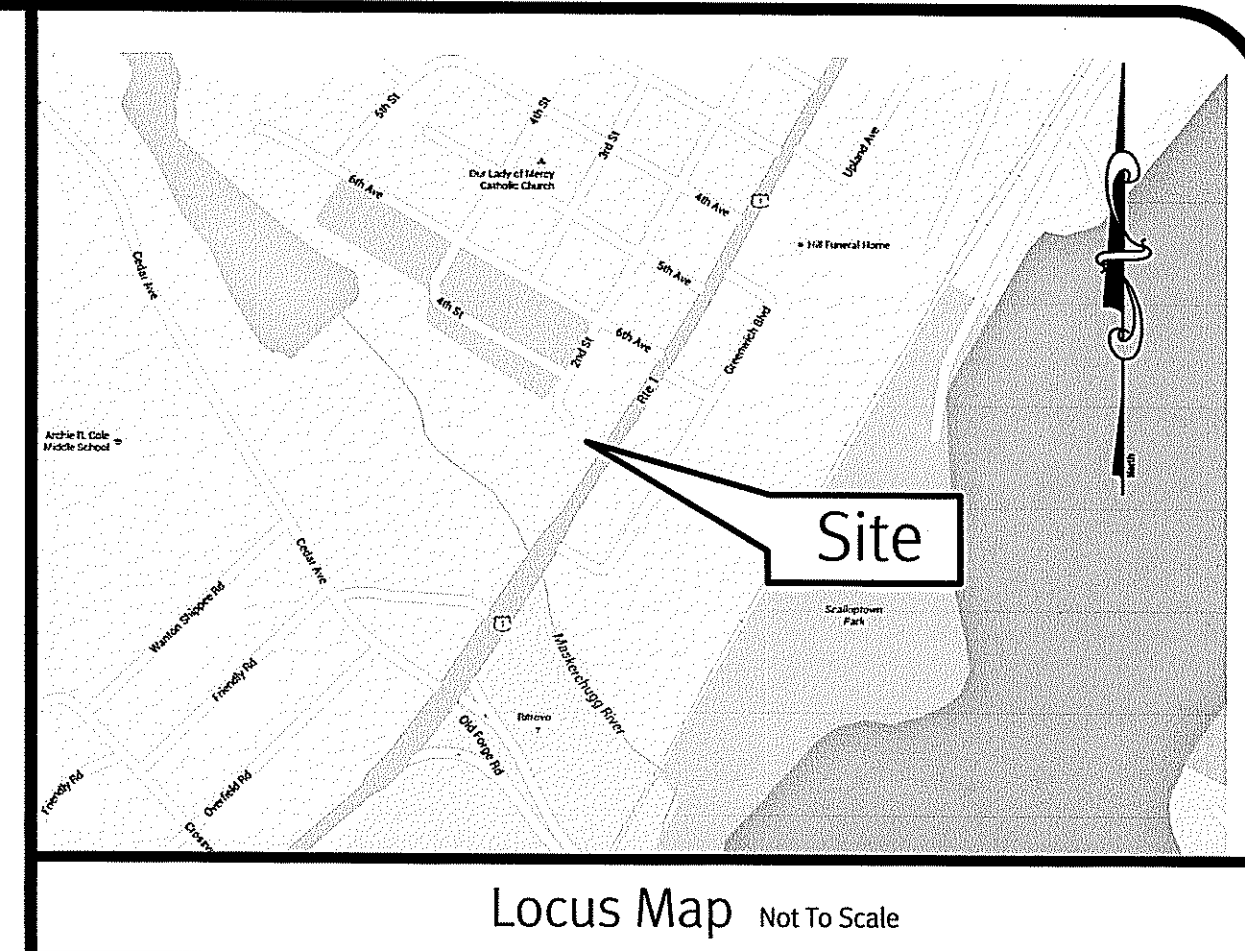 5th St
4th St
3rd St
Upland Ave
Our Lady of Mercy
Catholic Church
6th Ave
4th Ave
1
Hill Funeral Home
Cedar Ave
5th Ave
4th St
6th Ave
2nd St
Greenwich Blvd
Rte 1
Archie R. Cole
Middle School
North
Site
Cedar Ave
Wanton Shippee Rd
Scalloptown
Park
1
Friendly Rd
Maskerchugg River
Old Forge Rd
Friendly Rd
Overfield Rd
Locus Map Not To Scale